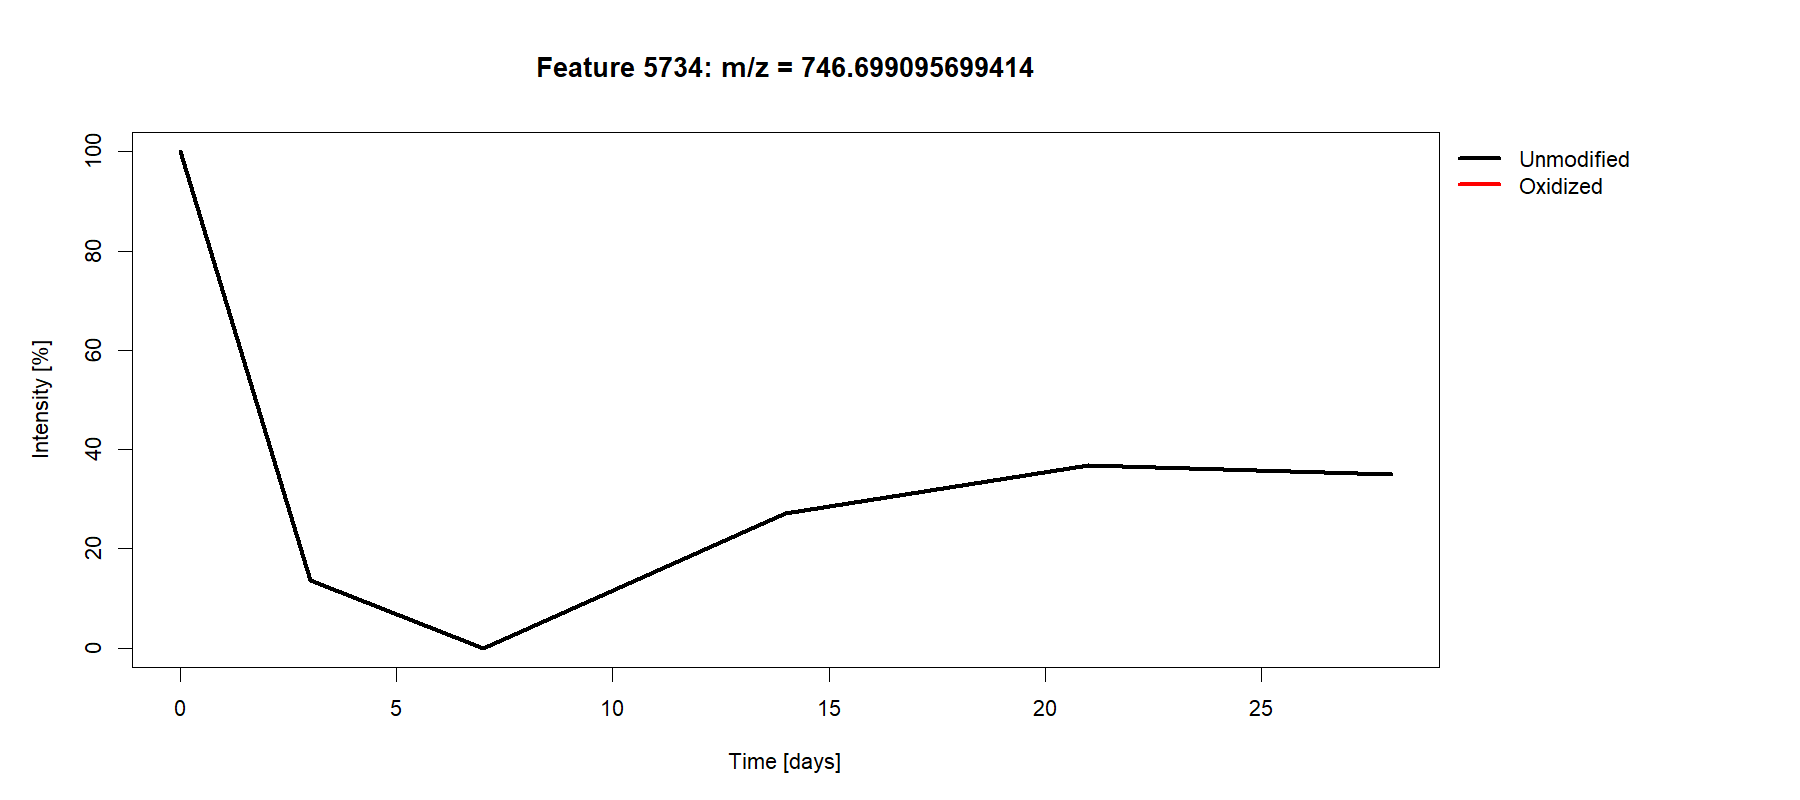 Feature 5734: m/z = 746.699095699414
Unmodified
Oxidized
Intensity [%]
100
80
60
40
20
0
0 5 10 15 20 25
Time [days]